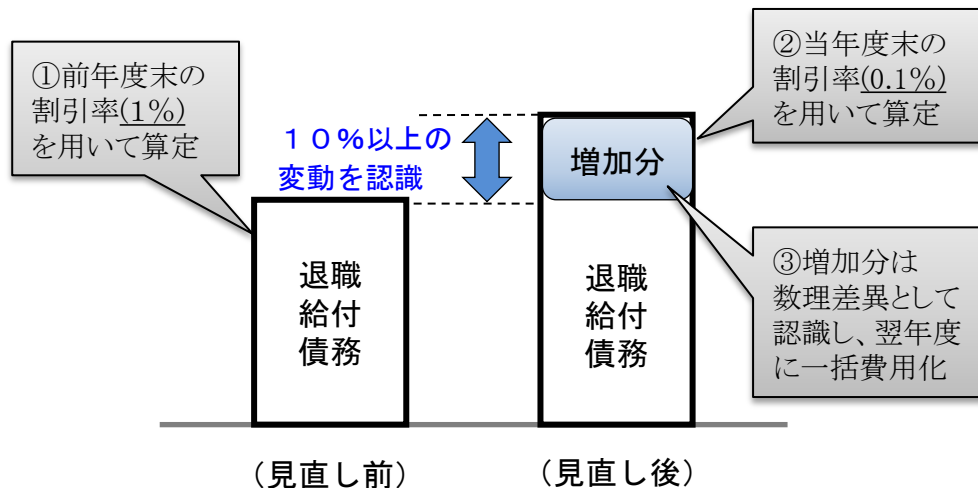 ①前年度末の
割引率(1%)
を用いて算定
１０％以上の
変動を認識
②当年度末の
割引率(0.1%)
を用いて算定
増加分
③増加分は
数理差異として
認識し、翌年度
に一括費用化
退職
給付
債務
退職
給付
債務
（見直し前）
（見直し後）